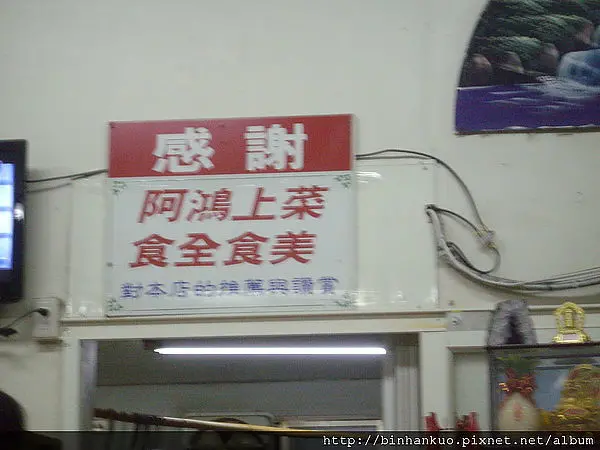 感謝
阿鴻上菜
食全食美
對本店的推薦與讚賞
http://binhankuo.pixnet.net/album